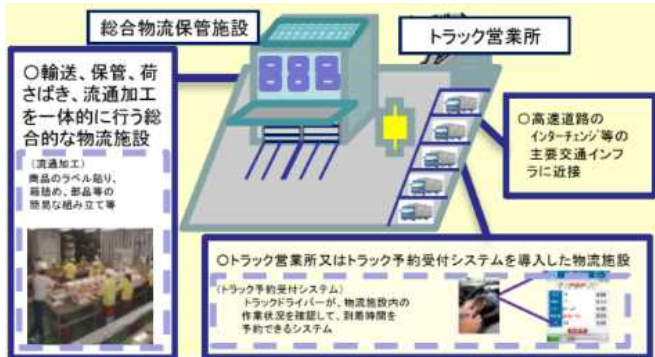 総合物流保管施設
トラック営業所
○輸送、保管、荷
さばき、流通加工
を一体的に行う総
合的な物流施設
（流通加工）
商品のラベル貼り、
箱詰め、部品等の
簡易な組み立て等
○高速道路の
インターチェンジ等の
主要交通インフ
ラに近接
○トラック営業所又はトラック予約受付システムを導入した物流施設
（トラック予約受付システム）
トラックドライバーが、物流施設内の
作業状況を確認して、到着時間を
予約できるシステム